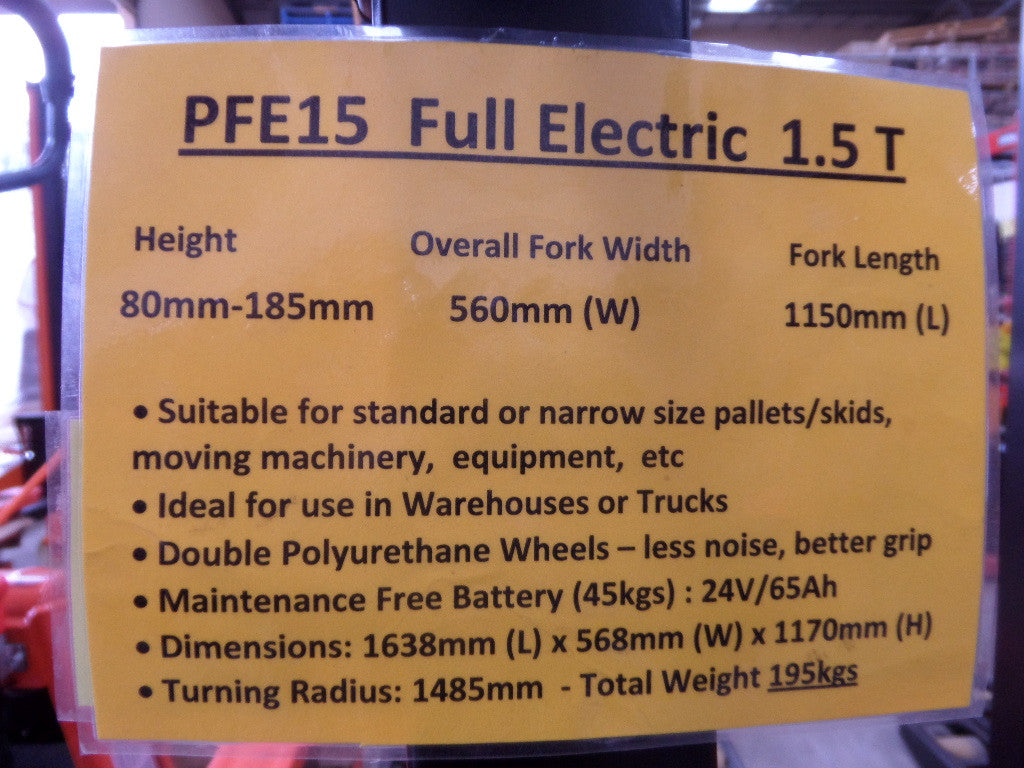 PFE15 Full Electric 1.5 T
Height Overall Fork Width Fork Length
80mm-185mm 560mm (W) 1150mm (L)
• Suitable for standard or narrow size pallets/skids,
moving machinery, equipment, etc
• Ideal for use in Warehouses or Trucks
• Double Polyurethane Wheels – less noise, better grip
• Maintenance Free Battery (45kgs) : 24V/65Ah
• Dimensions: 1638mm (L) x 568mm (W) x 1170mm (H)
• Turning Radius: 1485mm - Total Weight 195kgs